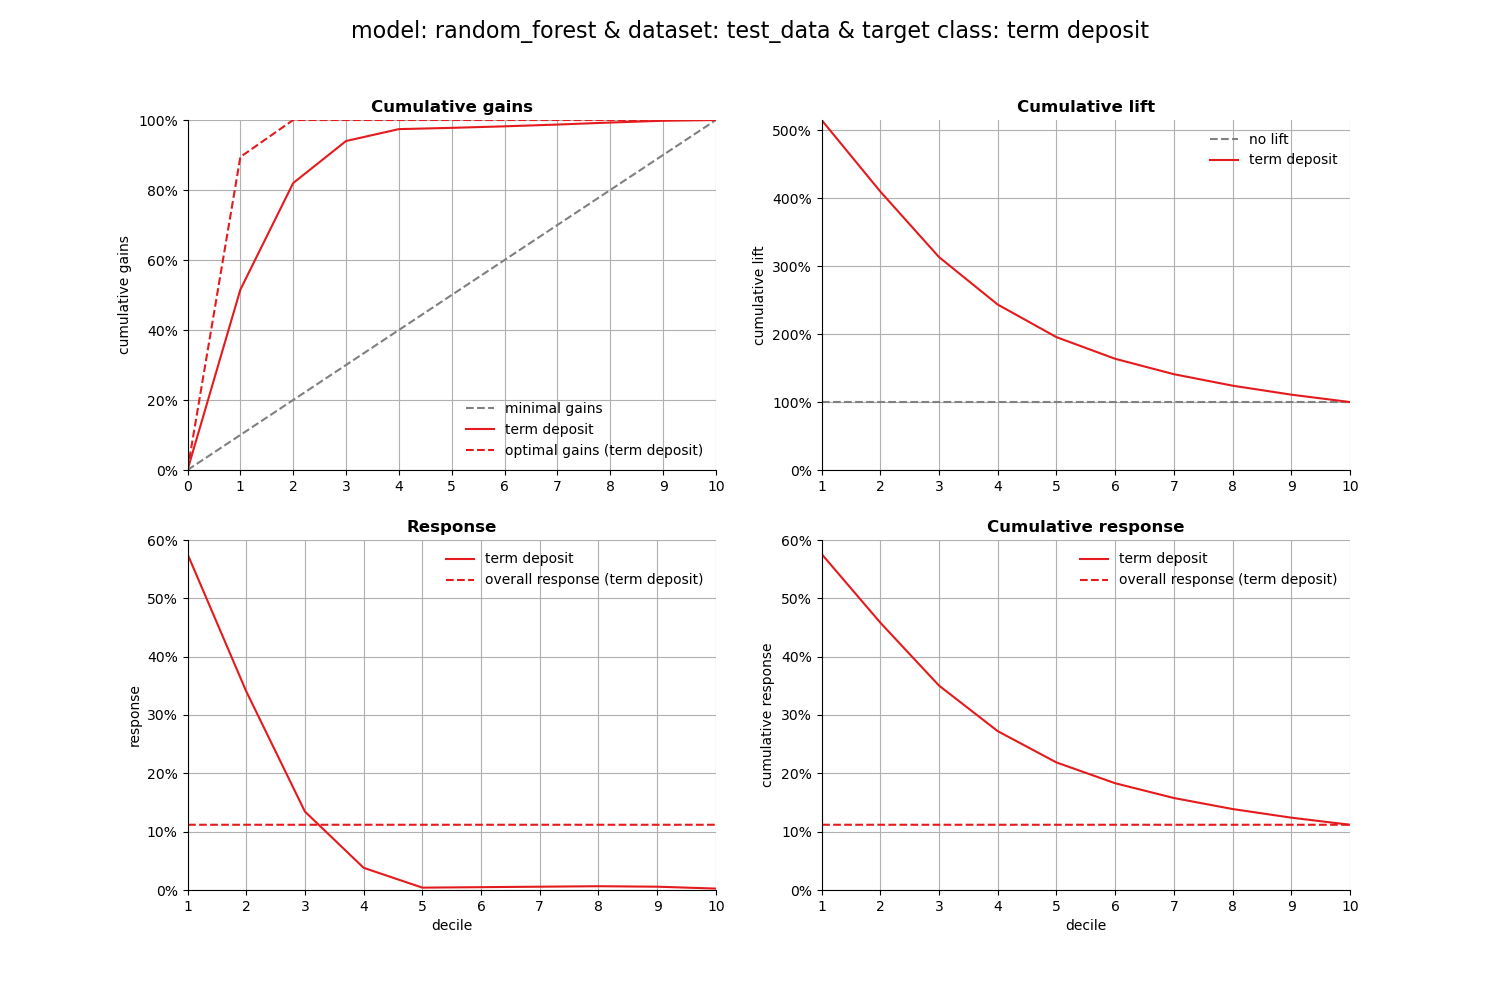 model: random_forest & dataset: test_data & target class: term deposit
Cumulative gains
100%
80%
60%
40%
20%
0%
cumulative gains
minimal gains
term deposit
optimal gains (term deposit)
0 1 2 3 4 5 6 7 8 9 10
Cumulative lift
500%
400%
300%
200%
100%
0%
cumulative lift
no lift
term deposit
1 2 3 4 5 6 7 8 9 10
Response
60%
50%
40%
30%
20%
10%
0%
response
term deposit
overall response (term deposit)
1 2 3 4 5 6 7 8 9 10
decile
Cumulative response
60%
50%
40%
30%
20%
10%
0%
cumulative response
term deposit
overall response (term deposit)
1 2 3 4 5 6 7 8 9 10
decile